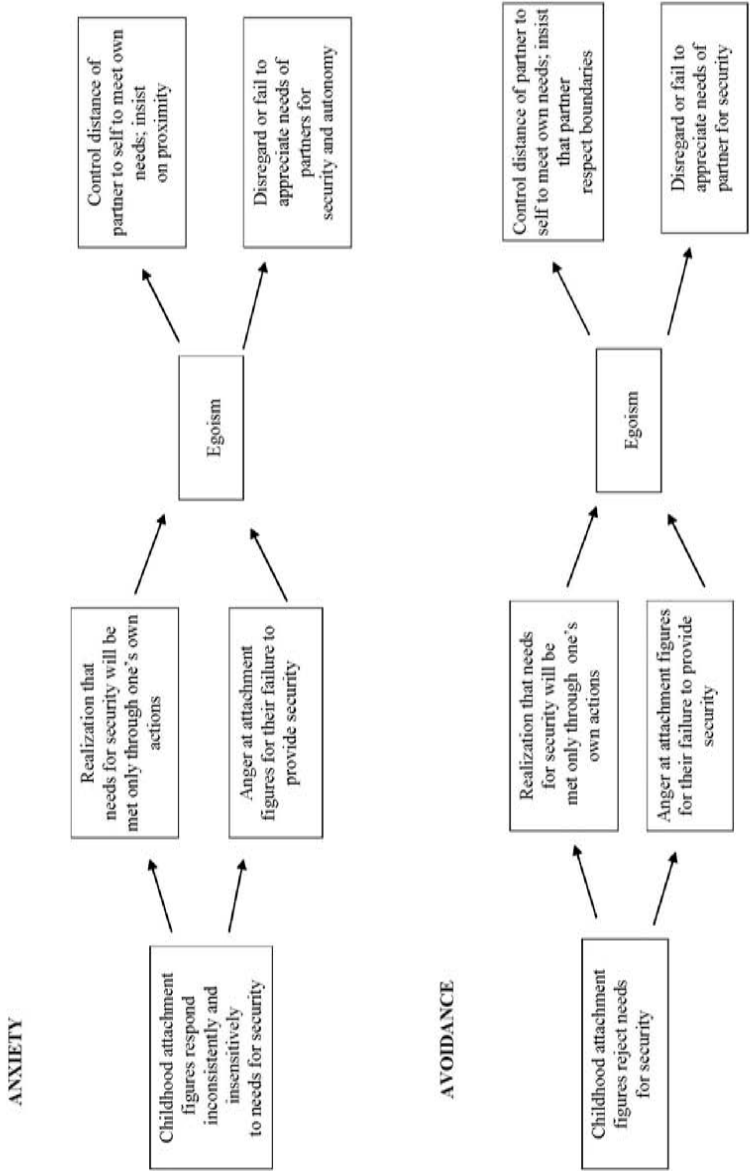 ANXIETY
Childhood attachment
figures respond
inconsistently and
insensitively
to needs for security
Realization that
needs for security will be
met only through one's own
actions
Anger at attachment
figures for their failure to
provide security
Egoism
Control distance of
partner to self to meet own
needs; insist
on proximity
Disregard or fail to
appreciate needs of
partners for
security and autonomy
AVOIDANCE
Childhood attachment
figures reject needs
for security
Realization that needs
for security will be
met only through one's
own actions
Anger at attachment figures
for their failure to provide
security
Egoism
Control distance of partner to
self to meet own needs; insist
that partner
respect boundaries
Disregard or fail to
appreciate needs of
partner for security